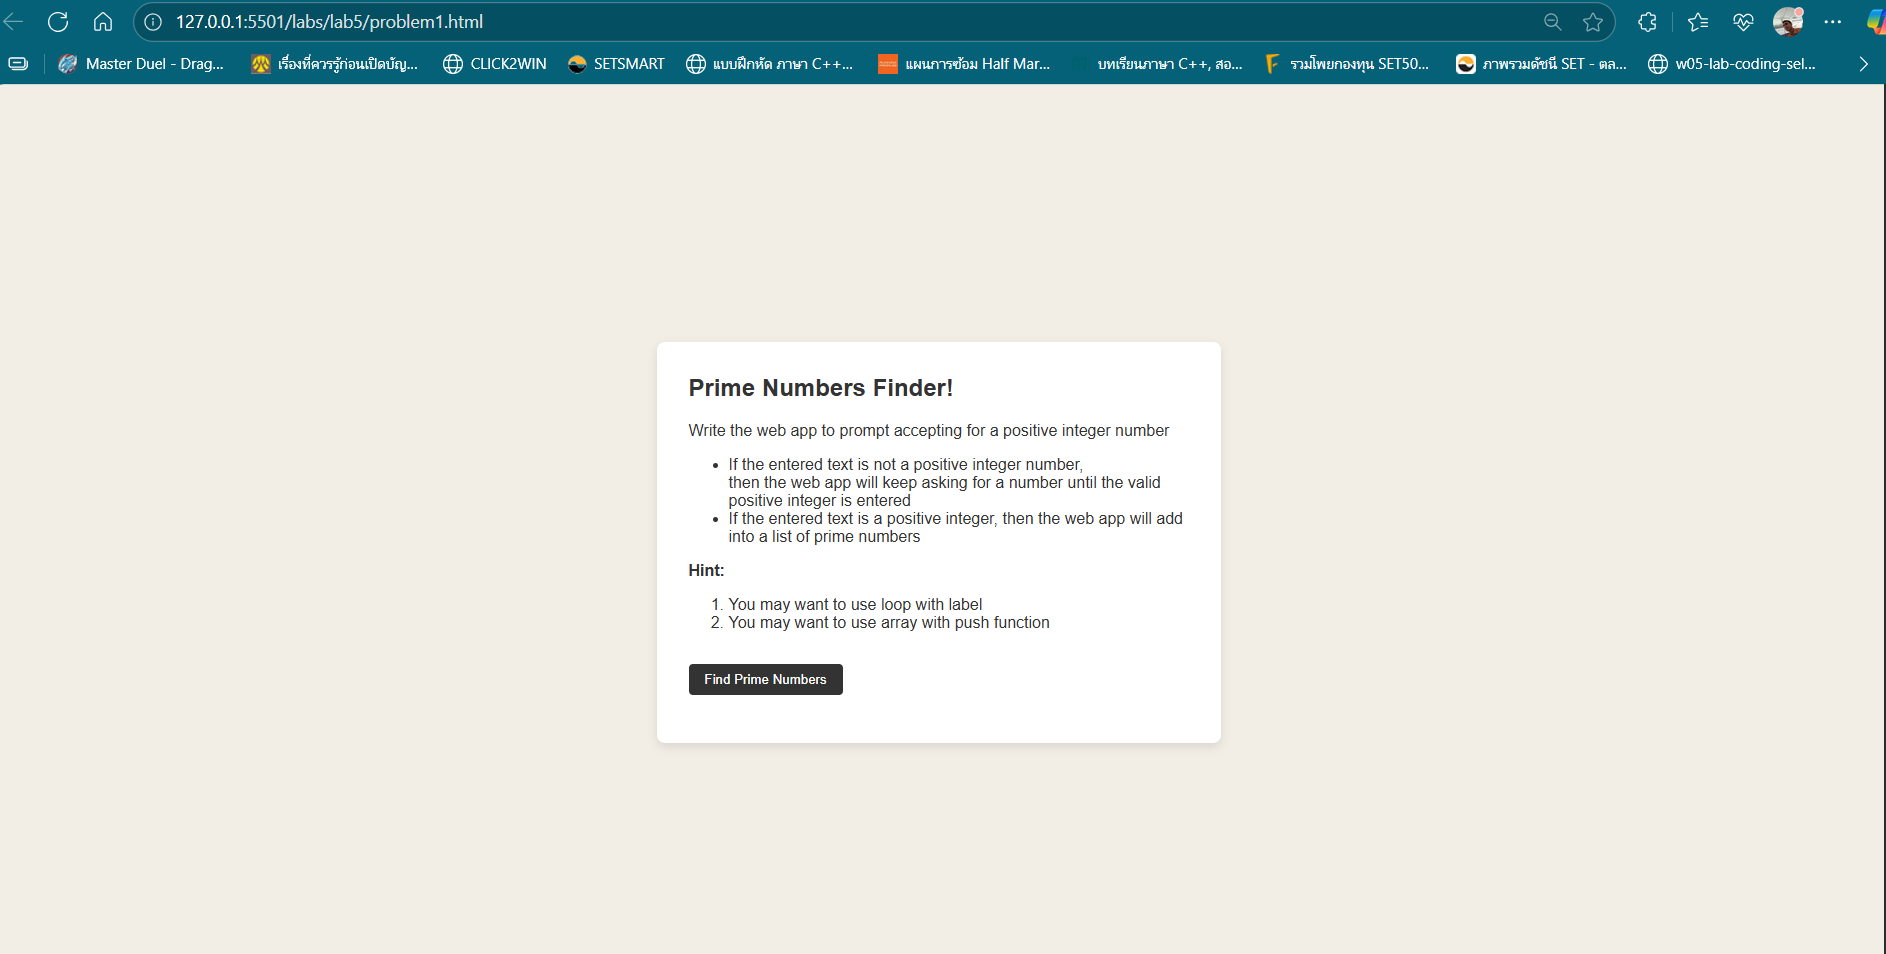 127.0.0.1:5501/labs/lab5/problem1.html
Master Duel - Drag... เรื่องที่ควรรู้ก่อนเปิดบัญ... CLICK2WIN SETSMART แบบฝึกหัด ภาษา C++... แผนการซ้อม Half Mar... บทเรียนภาษา C++, สอ... รวมโพยกองทุน SET50... ภาพรวมดัชนี SET - ตล... w05-lab-coding-sel...
Prime Numbers Finder!
Write the web app to prompt accepting for a positive integer number
If the entered text is not a positive integer number,
then the web app will keep asking for a number until the valid
positive integer is entered
If the entered text is a positive integer, then the web app will add
into a list of prime numbers
Hint:
1. You may want to use loop with label
2. You may want to use array with push function
Find Prime Numbers